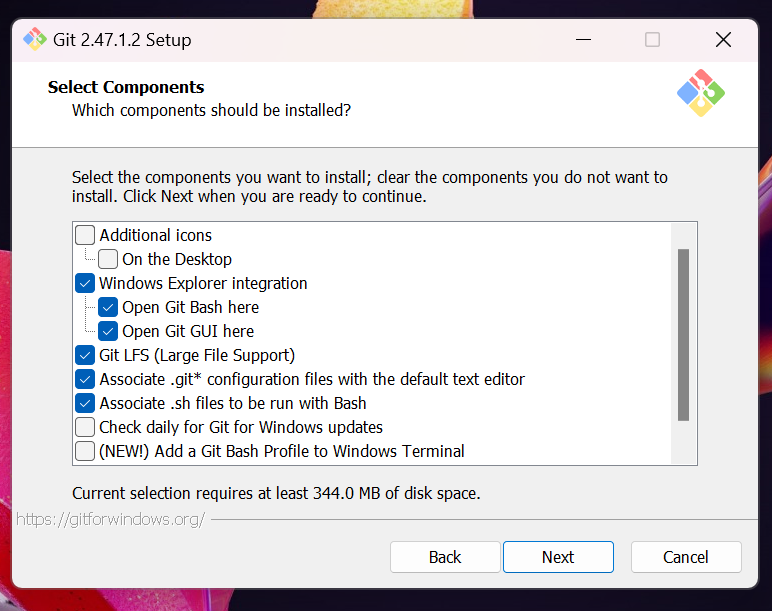 Git 2.47.1.2 Setup
Select Components
Which components should be installed?
Select the components you want to install; clear the components you do not want to
install. Click Next when you are ready to continue.
Additional icons
On the Desktop
Windows Explorer integration
Open Git Bash here
Open Git GUI here
Git LFS (Large File Support)
Associate .git* configuration files with the default text editor
Associate .sh files to be run with Bash
Check daily for Git for Windows updates
(NEW!) Add a Git Bash Profile to Windows Terminal
Current selection requires at least 344.0 MB of disk space.
https://gitforwindows.org/
Back Next Cancel